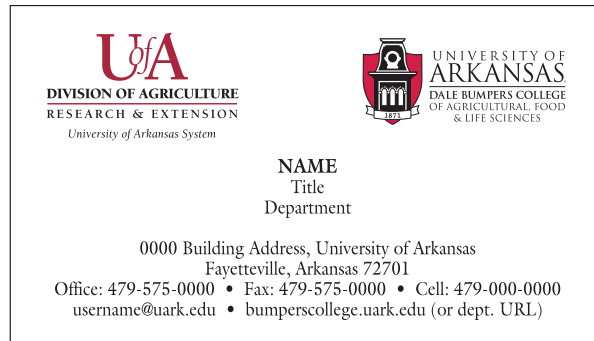 UofA
DIVISION OF AGRICULTURE
RESEARCH & EXTENSION
University of Arkansas System
1871
UNIVERSITY OF
ARKANSAS
DALE BUMPERS COLLEGE
OF AGRICULTURAL, FOOD
& LIFE SCIENCES
NAME
Title
Department
0000 Building Address, University of Arkansas
Fayetteville, Arkansas 72701
Office: 479-575-0000 • Fax: 479-575-0000 • Cell: 479-000-0000
username@uark.edu • bumperscollege.uark.edu (or dept. URL)